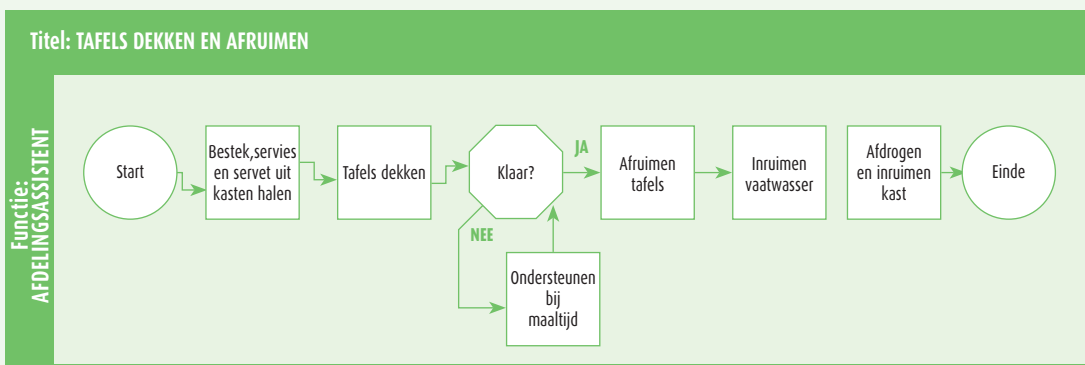 Titel: TAFELS DEKKEN EN AFRUIMEN
Functie:
AFDELINGSASSISTENT
Start
Bestek,servies
en servet uit
kasten halen
Tafels dekken
Klaar?
JA
NEE
Ondersteunen
bij
maaltijd
Afruimen
tafels
Inruimen
vaatwasser
Afdrogen
en inruimen
kast
Einde